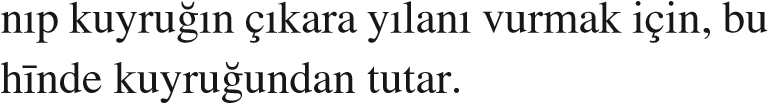 nıp kuyruğın çıkara yılanı vurmak için, bu
hīnde kuyruğundan tutar.